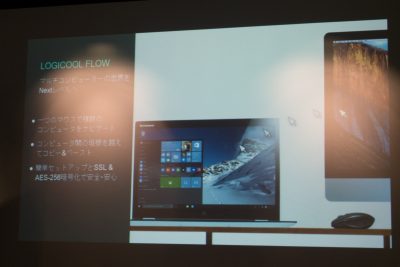 LOGICOOL FLOW
マルチコンピューターの世界を
Nextレベルへ
一つのマウスで複数の
コンピュータをナビゲート
コンピュータ間の垣根を越え
てコピー&ペースト
簡単セットアップとSSL &
AES-256暗号化で安全・安心